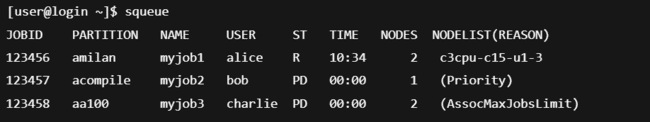 [user@login ~]$ squeue
JOBID PARTITION NAME USER ST TIME NODES NODELIST(REASON)
123456 amilan myjob1 alice R 10:34 2 c3cpu-c15-u1-3
123457 acompile myjob2 bob PD 00:00 1 (Priority)
123458 aa100 myjob3 charlie PD 00:00 2 (AssocMaxJobsLimit)